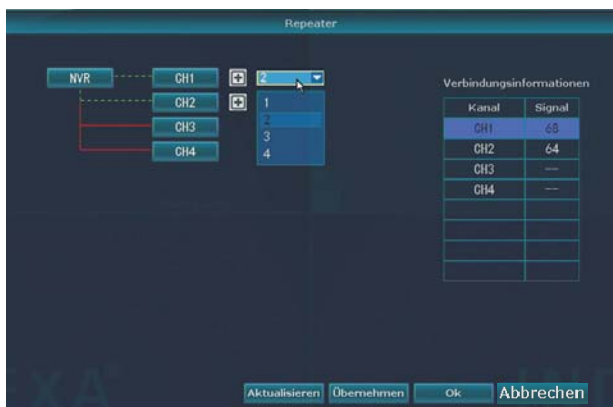 Repeater
NVR CH1 2
CH2
CH3
CH4
1
2
3
4
Verbindungsinformationen
Kanal Signal
CH1 68
CH2 64
CH3 --
CH4 --
Aktualisieren Übernehmen Ok Abbrechen